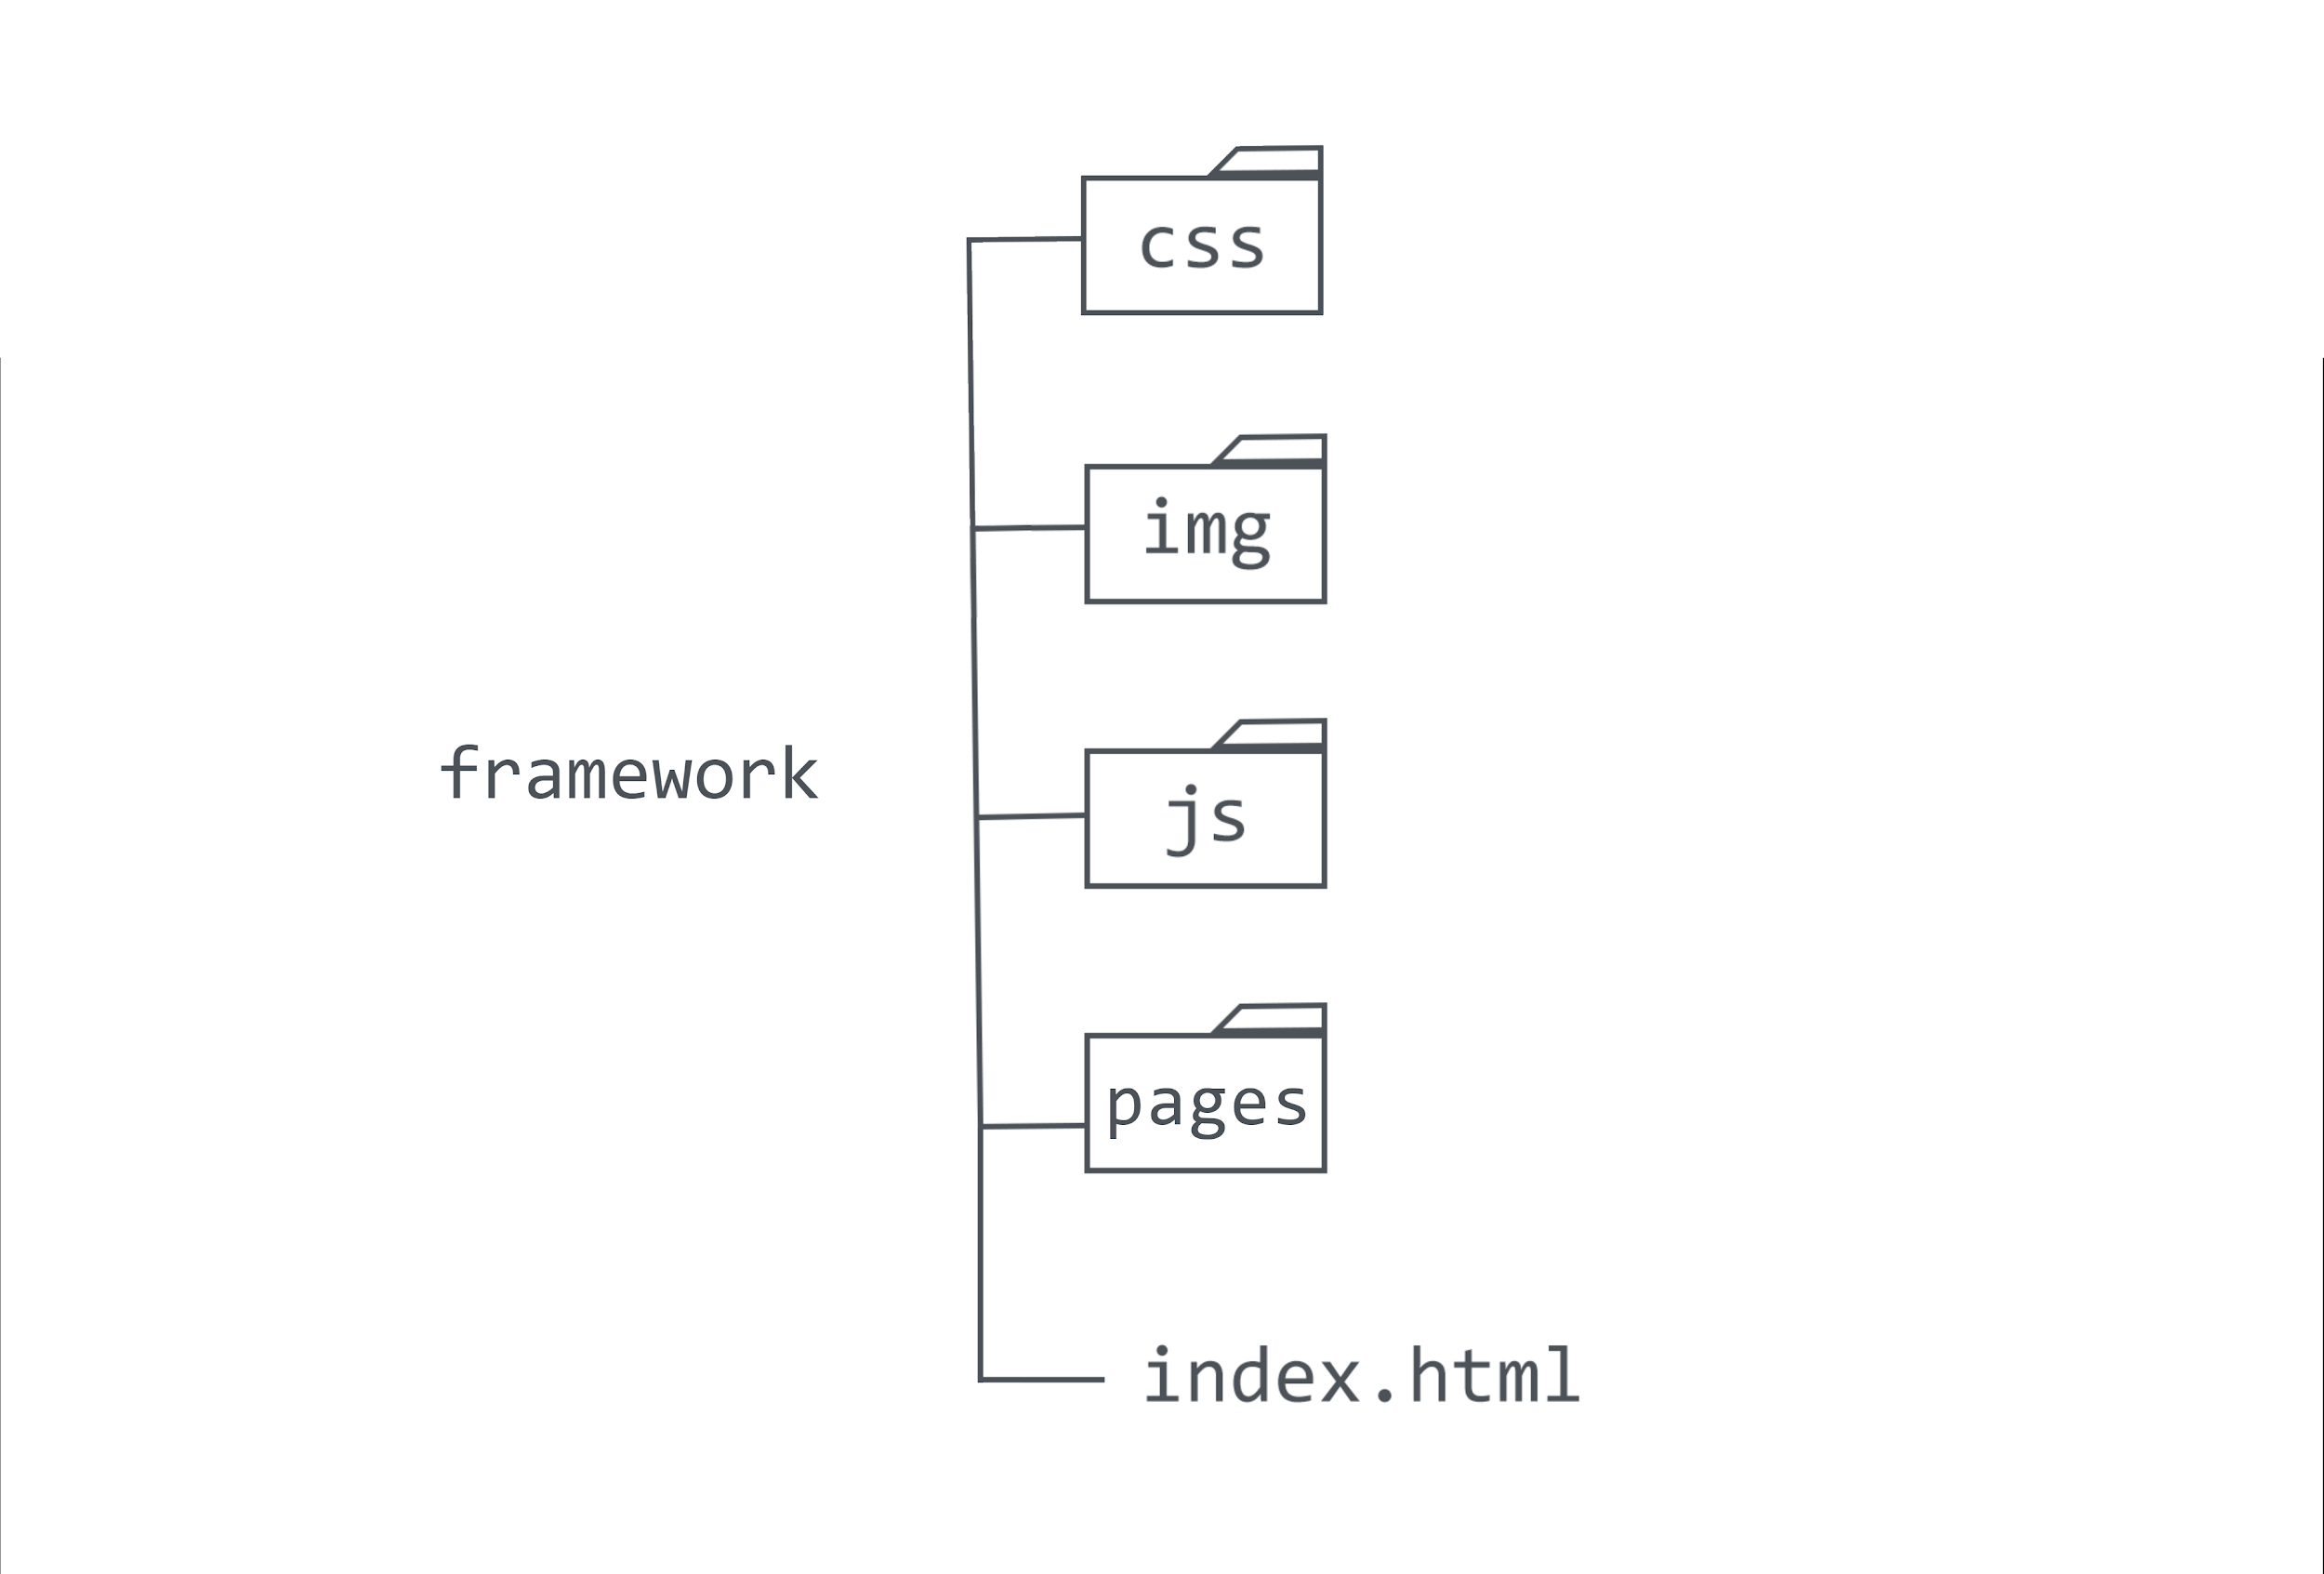 css
img
framework
js
pages
index.html